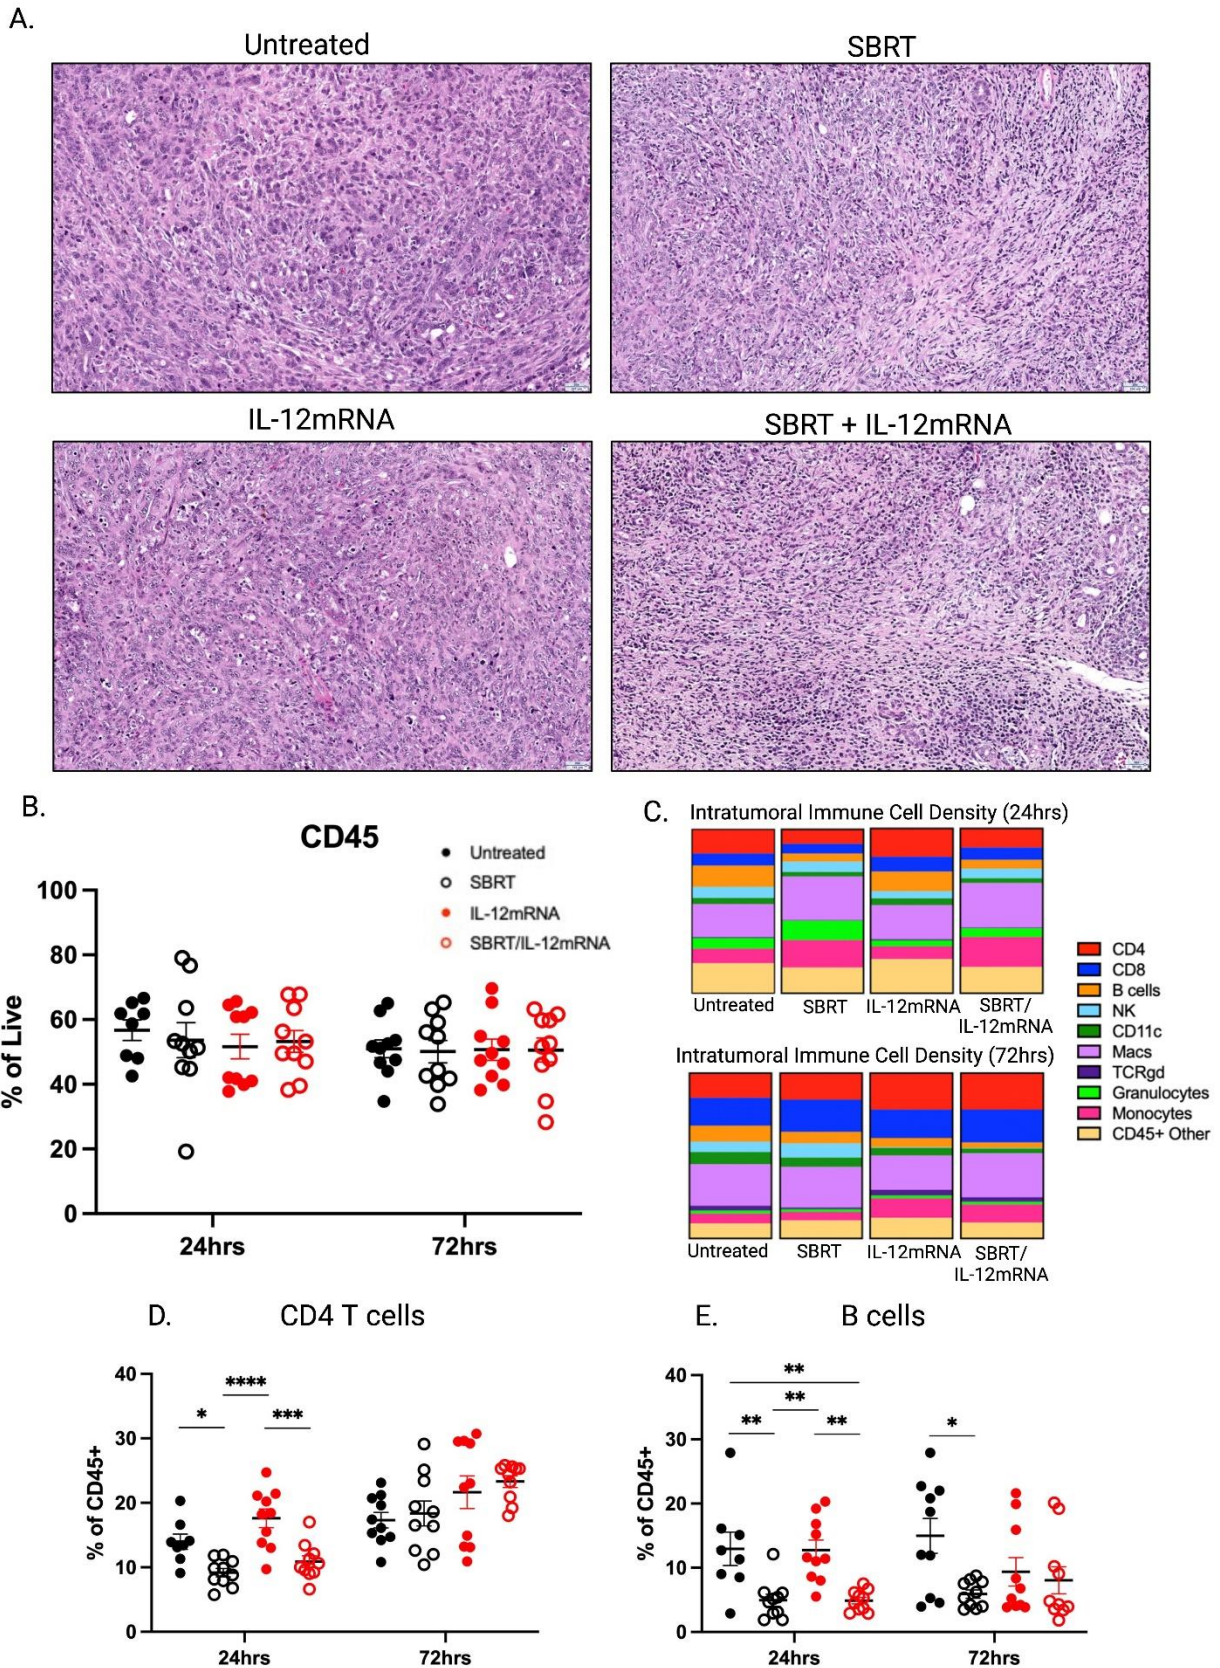 A.
Untreated
SBRT
IL-12mRNA
SBRT + IL-12mRNA
B.
CD45
Untreated
SBRT
IL-12mRNA
SBRT/IL-12mRNA
% of Live
100
80
60
40
20
0
24hrs
72hrs
C.
Intratumoral Immune Cell Density (24hrs)
Untreated
SBRT
IL-12mRNA
SBRT/
IL-12mRNA
Intratumoral Immune Cell Density (72hrs)
Untreated
SBRT
IL-12mRNA
SBRT/
IL-12mRNA
CD4
CD8
B cells
NK
CD11c
Macs
TCRgd
Granulocytes
Monocytes
CD45+ Other
D.
CD4 T cells
% of CD45+
40
30
20
10
0
*
****
***
24hrs
72hrs
E.
B cells
% of CD45+
40
30
20
10
0
**
**
**
**
*
24hrs
72hrs